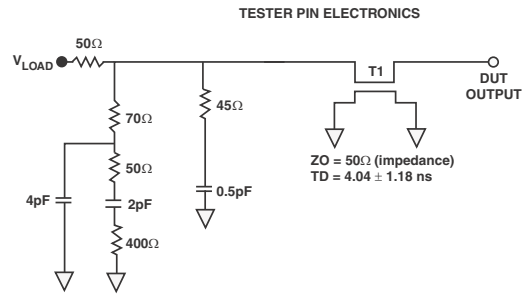 TESTER PIN ELECTRONICS
50Ω
VLOAD
T1
DUT
OUTPUT
70Ω
45Ω
50Ω
4pF
2pF
0.5pF
400Ω
ZO = 50Ω (impedance)
TD = 4.04 ± 1.18 ns